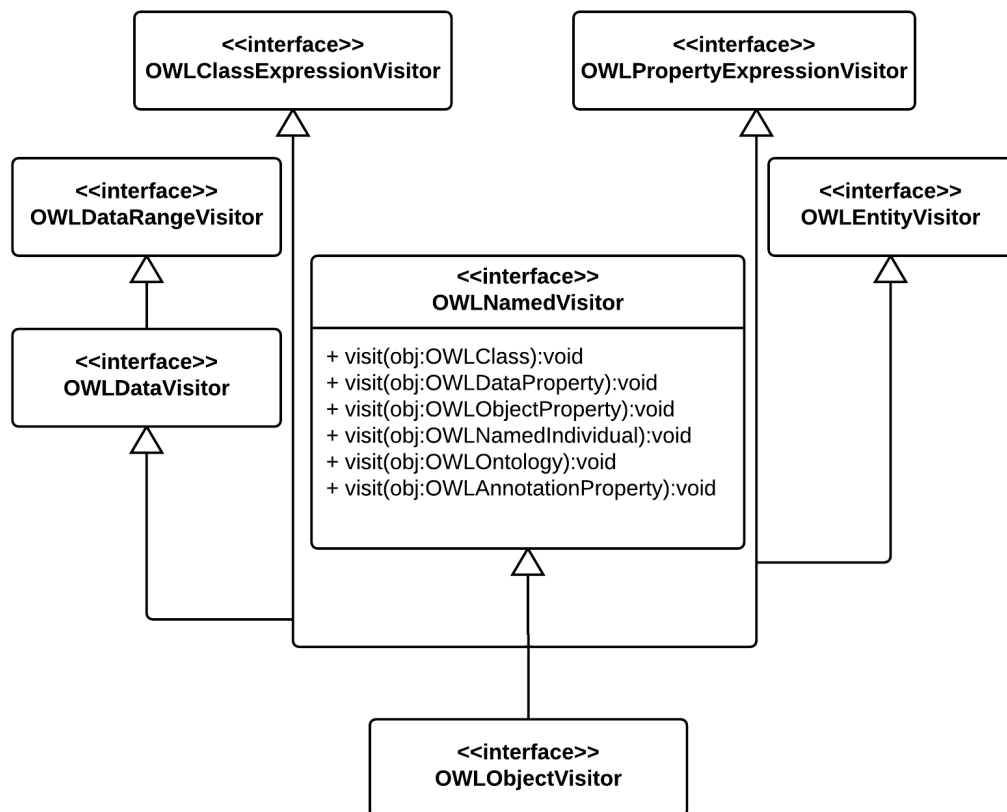 <<interface>>
OWLClassExpressionVisitor
<<interface>>
OWLPropertyExpressionVisitor
<<interface>>
OWLDataRangeVisitor
<<interface>>
OWLEntityVisitor
<<interface>>
OWLNamedVisitor
+ visit(obj:OWLClass):void
+ visit(obj:OWLDataProperty):void
+ visit(obj:OWLObjectProperty):void
+ visit(obj:OWLNamedIndividual):void
+ visit(obj:OWLOntology):void
+ visit(obj:OWLAnnotationProperty):void
<<interface>>
OWLDataVisitor
<<interface>>
OWLObjectVisitor